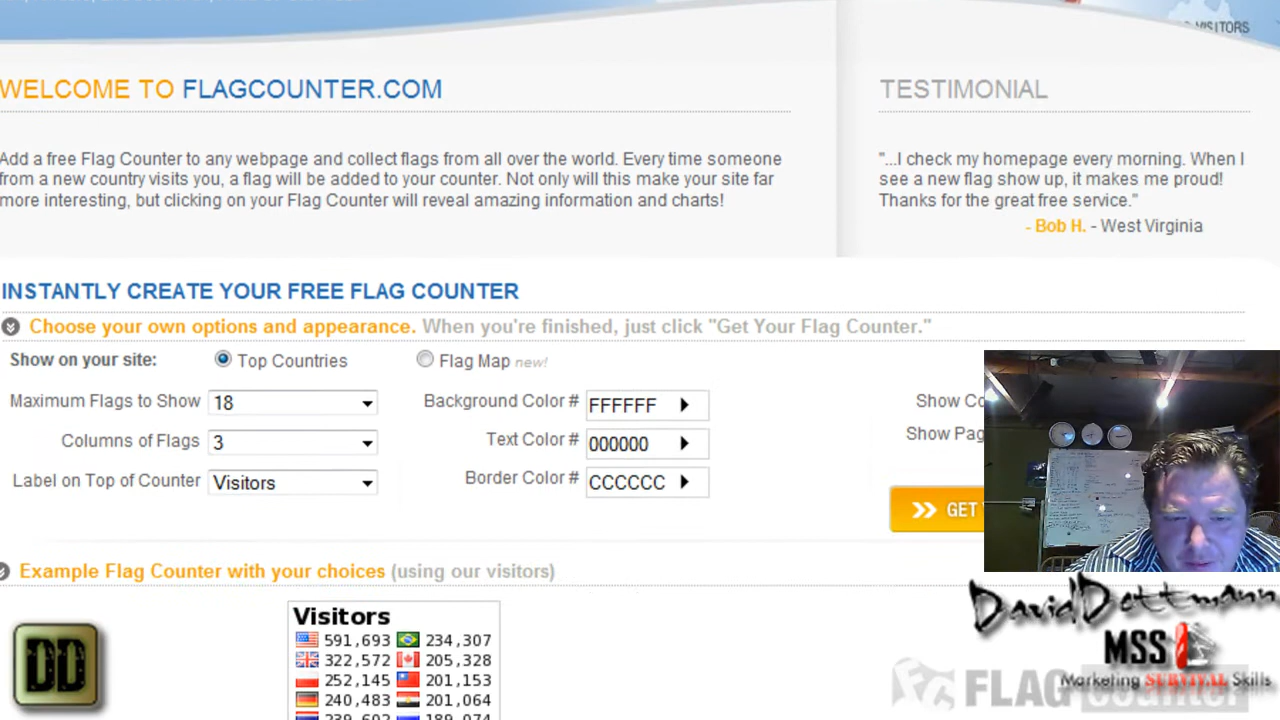 VISITORS
WELCOME TO FLAGCOUNTER.COM
TESTIMONIAL
Add a free Flag Counter to any webpage and collect flags from all over the world. Every time someone
from a new country visits you, a flag will be added to your counter. Not only will this make your site far
more interesting, but clicking on your Flag Counter will reveal amazing information and charts!
"...I check my homepage every morning. When I
see a new flag show up, it makes me proud!
Thanks for the great free service."
- Bob H. - West Virginia
INSTANTLY CREATE YOUR FREE FLAG COUNTER
Choose your own options and appearance. When you're finished, just click "Get Your Flag Counter."
Show on your site: Top Countries Flag Map new!
Maximum Flags to Show 18 Background Color # FFFFFF Show Co
Columns of Flags 3 Text Color # 000000 Show Pag
Label on Top of Counter Visitors Border Color # CCCCCC
GET
Example Flag Counter with your choices (using our visitors)
Visitors
591,693 234,307
322,572 205,328
252,145 201,153
240,483 201,064
239,602 189,074
DD
DavidDettmann
MSS
Marketing SURVIVAL Skills
FC FLAG counter